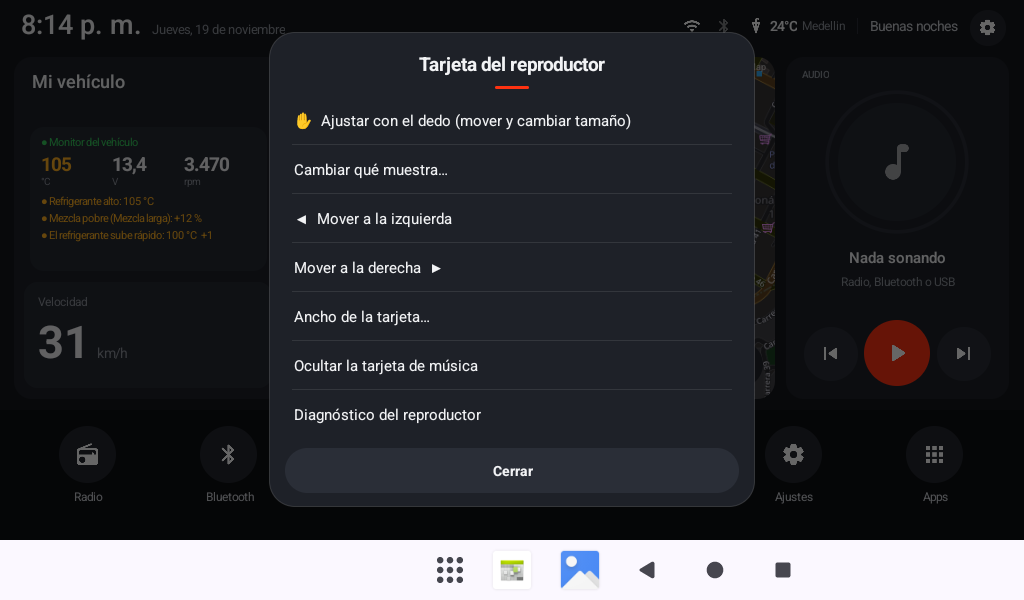 8:14 p. m.
Jueves, 19 de noviembre
24°C Medellin
Buenas noches
Mi vehículo
● Monitor del vehículo
105
13,4
3.470
°C
V
rpm
● Refrigerante alto: 105 °C
● Mezcla pobre (Mezcla larga): +12 %
● El refrigerante sube rápido: 100 °C +1
Velocidad
31 km/h
Tarjeta del reproductor
✋ Ajustar con el dedo (mover y cambiar tamaño)
Cambiar qué muestra...
◄ Mover a la izquierda
Mover a la derecha ►
Ancho de la tarjeta...
Ocultar la tarjeta de música
Diagnóstico del reproductor
Cerrar
AUDIO
Nada sonando
Radio, Bluetooth o USB
Radio
Bluetooth
Ajustes
Apps